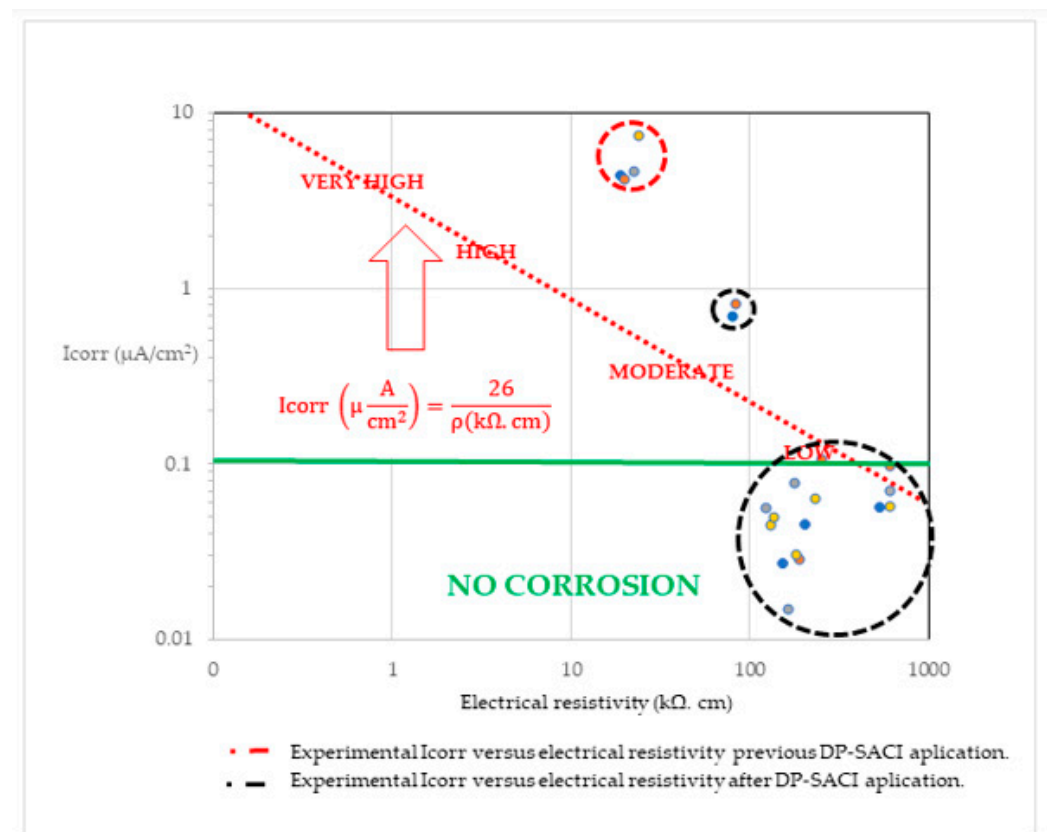 10
VERY HIGH
HIGH
1
Icorr (μA/cm²)
MODERATE
Icorr (μ A/cm²) = 26/ρ(kΩ. cm)
LOW
0.1
NO CORROSION
0.01
0 1 10 100 1000
Electrical resistivity (kΩ. cm)
Experimental Icorr versus electrical resistivity previous DP-SACI aplication.
Experimental Icorr versus electrical resistivity after DP-SACI aplication.